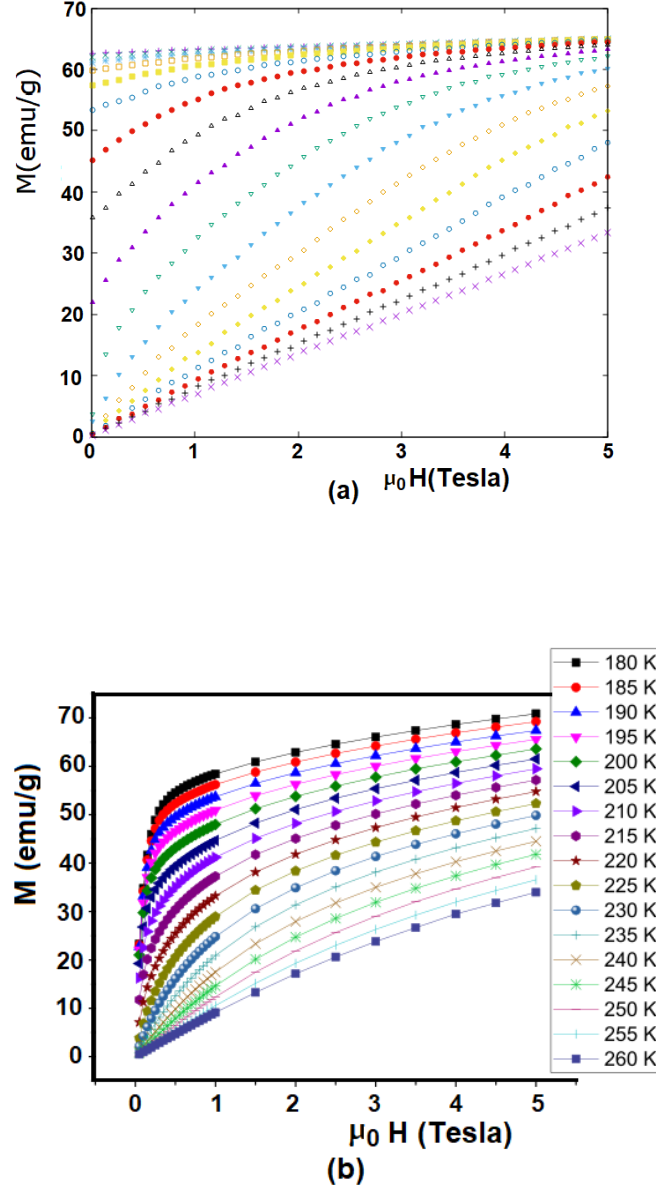 70
60
50
40
30
20
10
0
M(emu/g)
0 1 2 3 4 5
μ₀H(Tesla)
(a)
70
60
50
40
30
20
10
0
M (emu/g)
0 1 2 3 4 5
μ₀ H (Tesla)
(b)
180 K
185 K
190 K
195 K
200 K
205 K
210 K
215 K
220 K
225 K
230 K
235 K
240 K
245 K
250 K
255 K
260 K